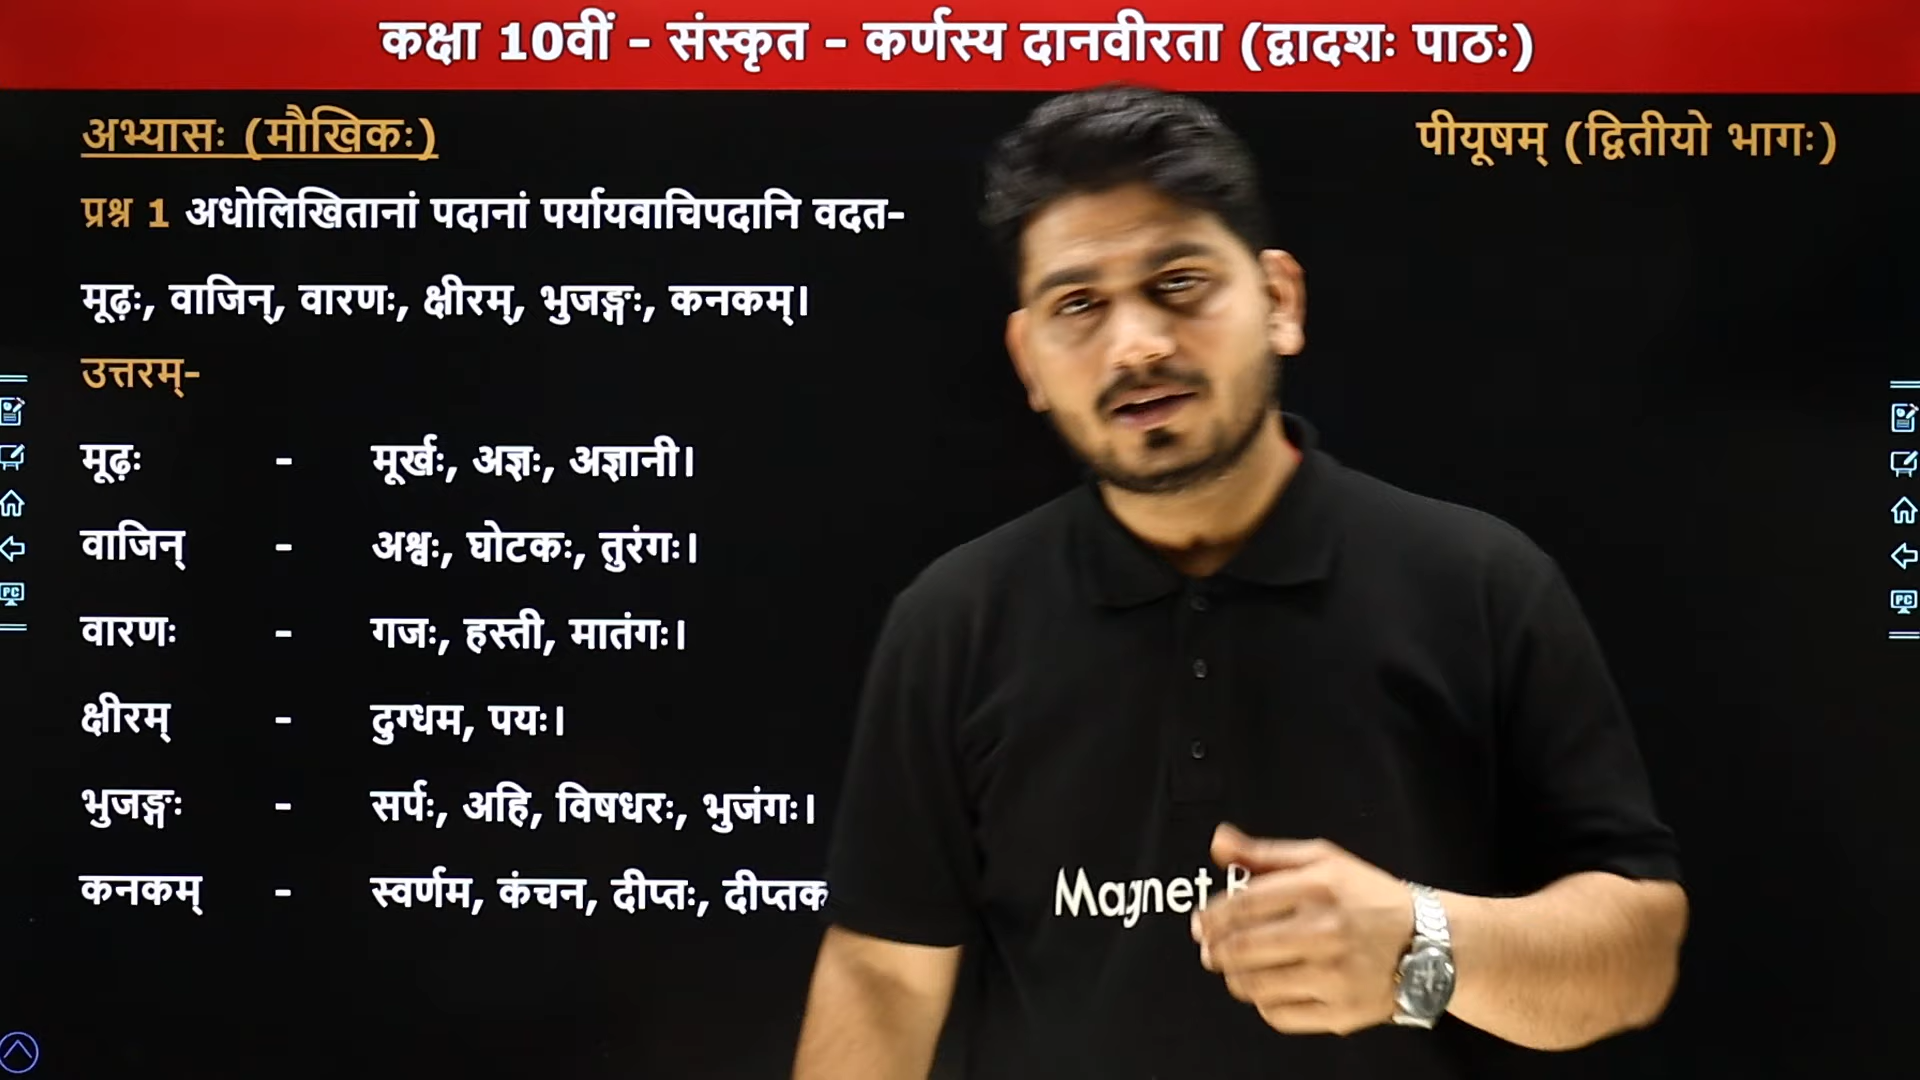 कक्षा 10वीं - संस्कृत - कर्णस्य दानवीरता (द्वादशः पाठः)
अभ्यासः (मौखिकः)
पीयूषम् (द्वितीयो भागः)
प्रश्न 1 अधोलिखितानां पदानां पर्यायवाचिपदानि वदत-
मूढ़ः, वाजिन्, वारणः, क्षीरम्, भुजङ्गः, कनकम्।
उत्तरम्-
मूढ़ः - मूर्खः, अज्ञः, अज्ञानी।
वाजिन् - अश्वः, घोटकः, तुरंगः।
वारणः - गजः, हस्ती, मातंगः।
क्षीरम् - दुग्धम, पयः।
भुजङ्गः - सर्पः, अहि, विषधरः, भुजंगः।
कनकम् - स्वर्णम, कंचन, दीप्तः, दीप्तक
Magnet B
PC
PC